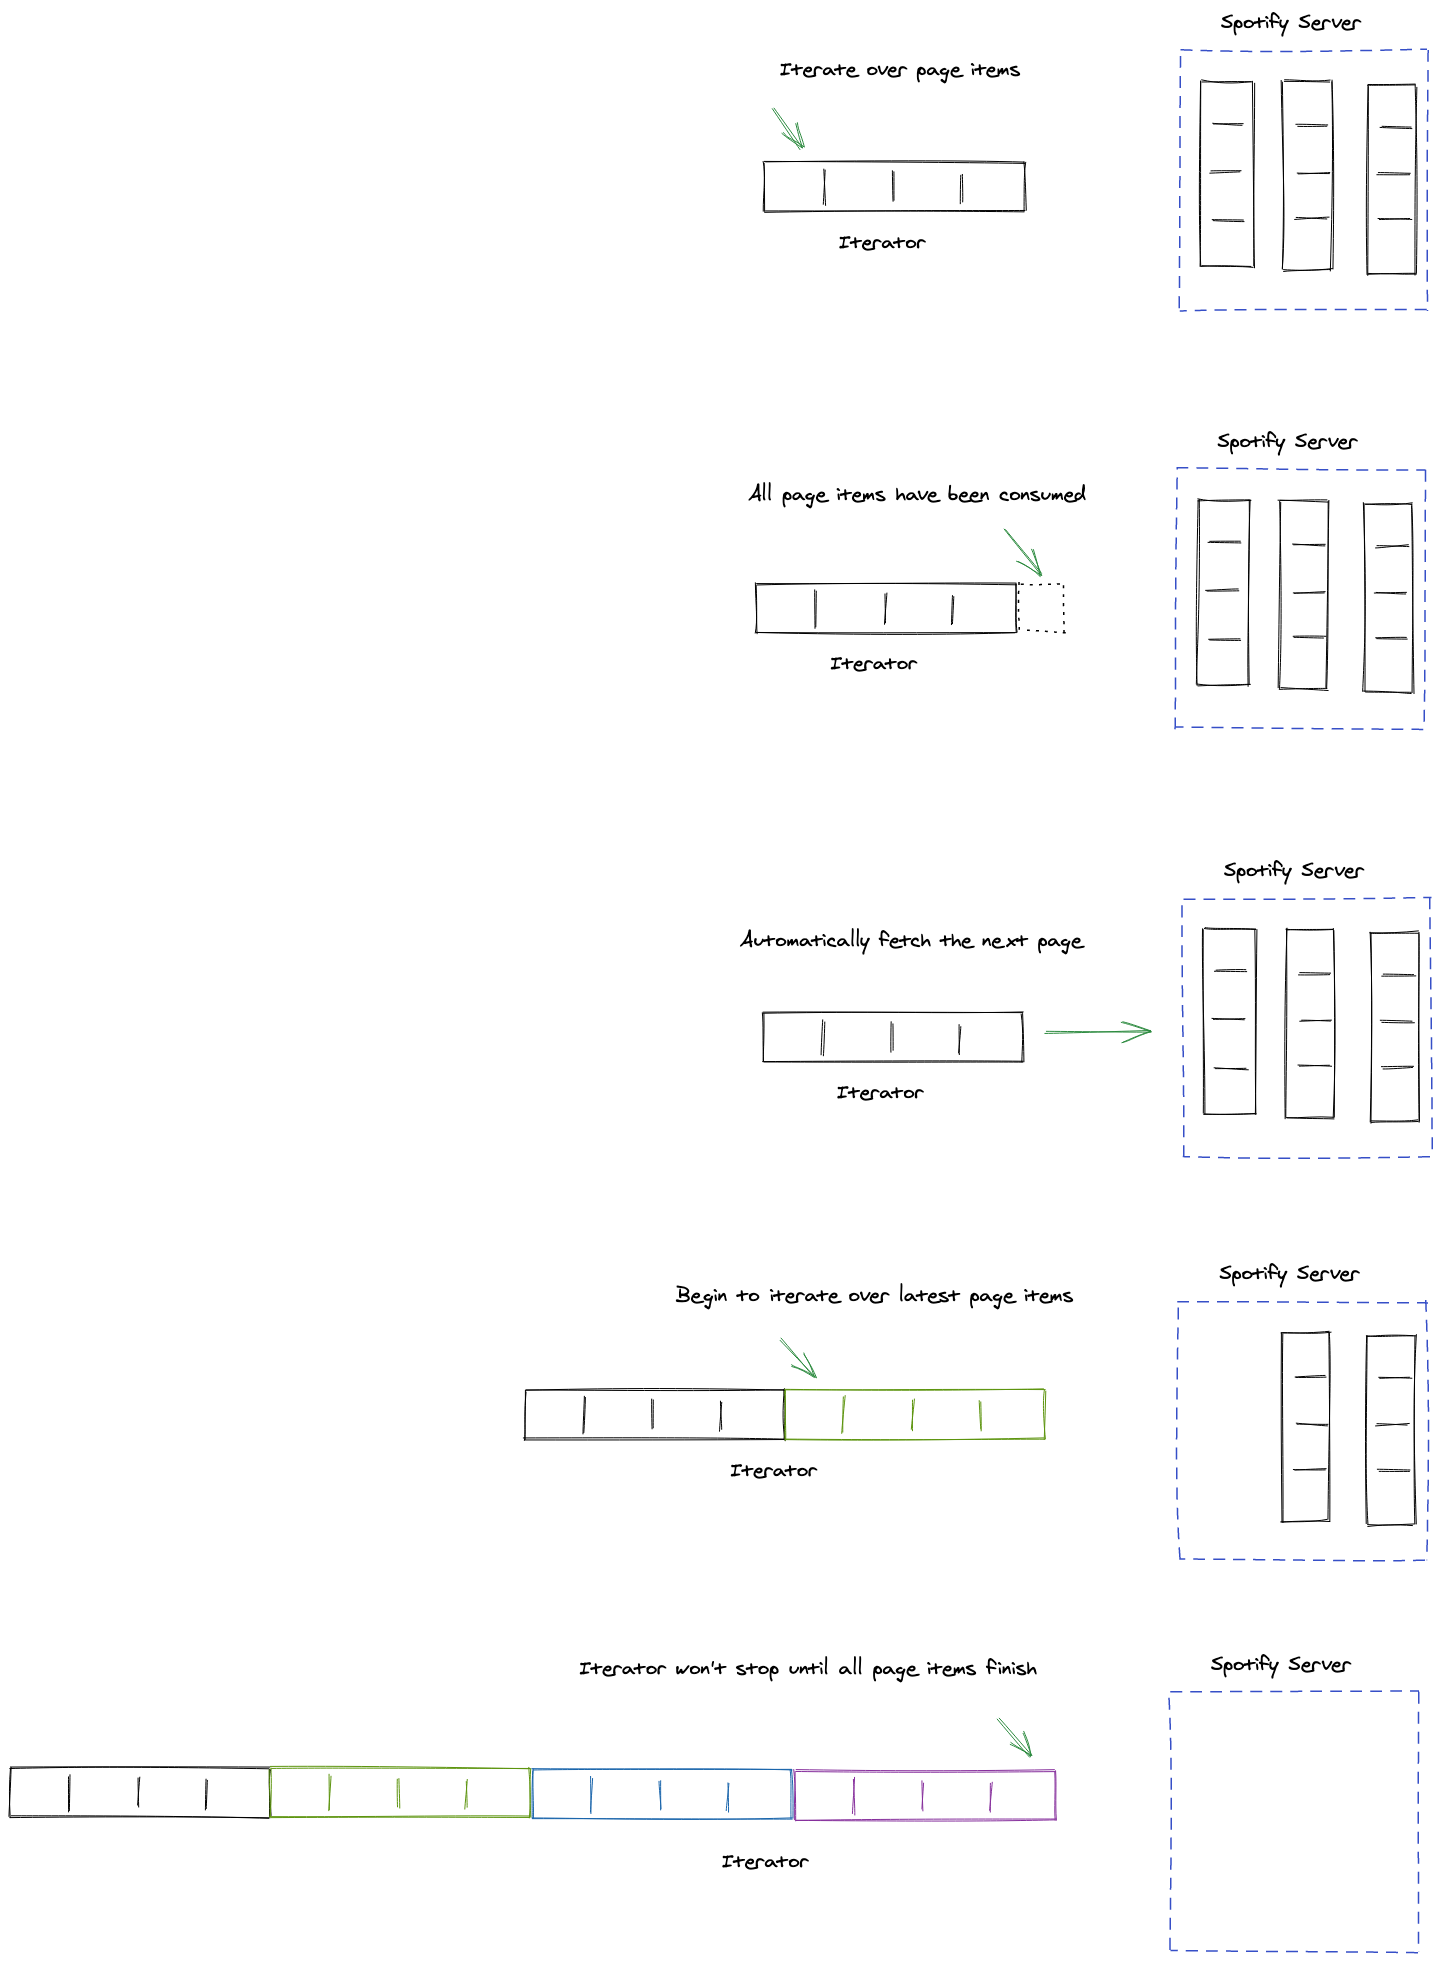 Spotify Server
Iterate over page items
Iterator
Spotify Server
All page items have been consumed
Iterator
Spotify Server
Automatically fetch the next page
Iterator
Spotify Server
Begin to iterate over latest page items
Iterator
Spotify Server
Iterator won't stop until all page items finish
Iterator